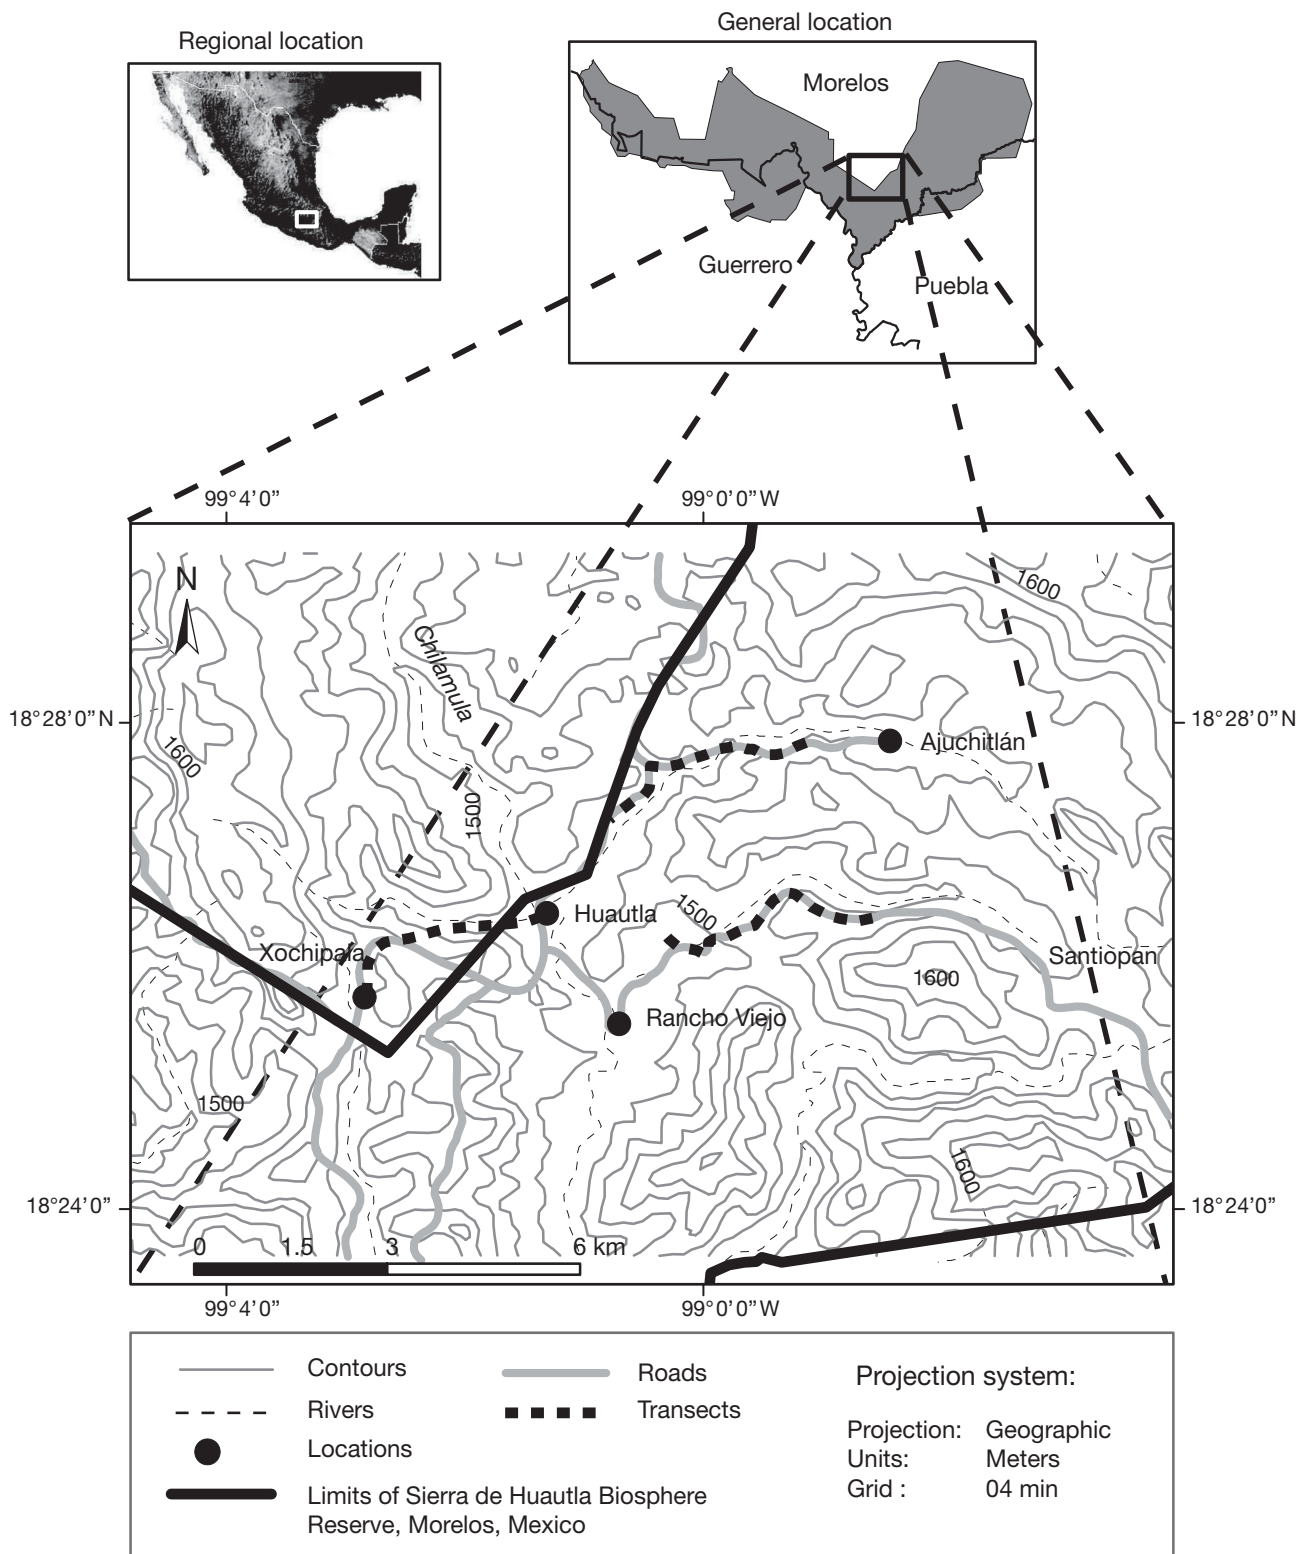 Regional location
General location
Morelos
Guerrero
Puebla
99°4'0”
99°0'0”W
N
1600
Chilamula
18°28'0”N
18°28'0”N
1600
Ajuchitlán
1500
Huautla
1500
Xochipala
Santiopan
1600
Rancho Viejo
1500
1600
18°24'0”
18°24'0”
0 1.5 3 6 km
99°4'0”
99°0'0”W
Contours
Roads
Projection system:
Rivers
Transects
Projection: Geographic
Locations
Units: Meters
Grid : 04 min
Limits of Sierra de Huautla Biosphere
Reserve, Morelos, Mexico